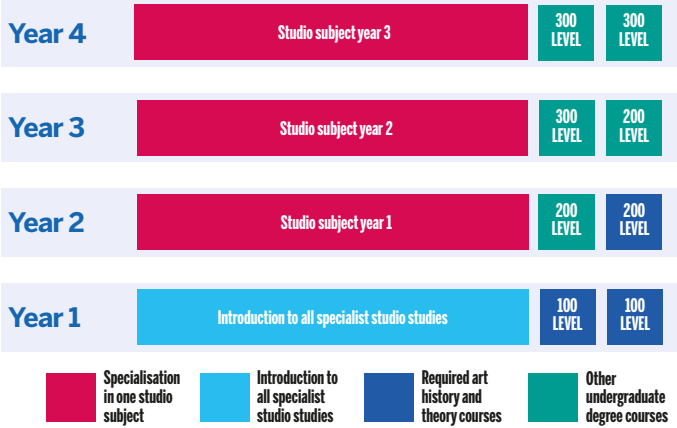 Year 4
Studio subject year 3
300
LEVEL
300
LEVEL
Year 3
Studio subject year 2
300
LEVEL
200
LEVEL
Year 2
Studio subject year 1
200
LEVEL
200
LEVEL
Year 1
Introduction to all specialist studio studies
100
LEVEL
100
LEVEL
Specialisation
in one studio
subject
Introduction to
all specialist
studio studies
Required art
history and
theory courses
Other
undergraduate
degree courses